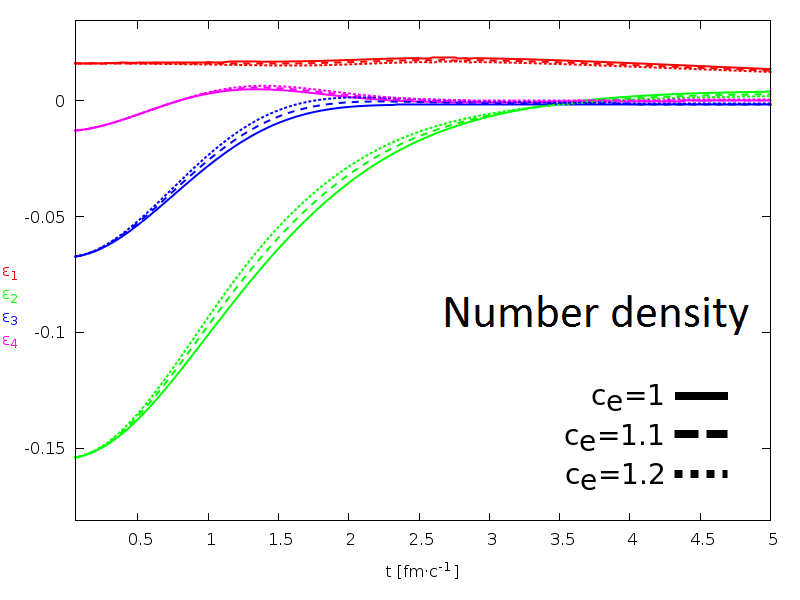 0
-0.05
-0.1
-0.15
ε1
ε2
ε3
ε4
Number density
ce=1
ce=1.1
ce=1.2
0.5 1 1.5 2 2.5 3 3.5 4 4.5 5
t [fm·c-1]